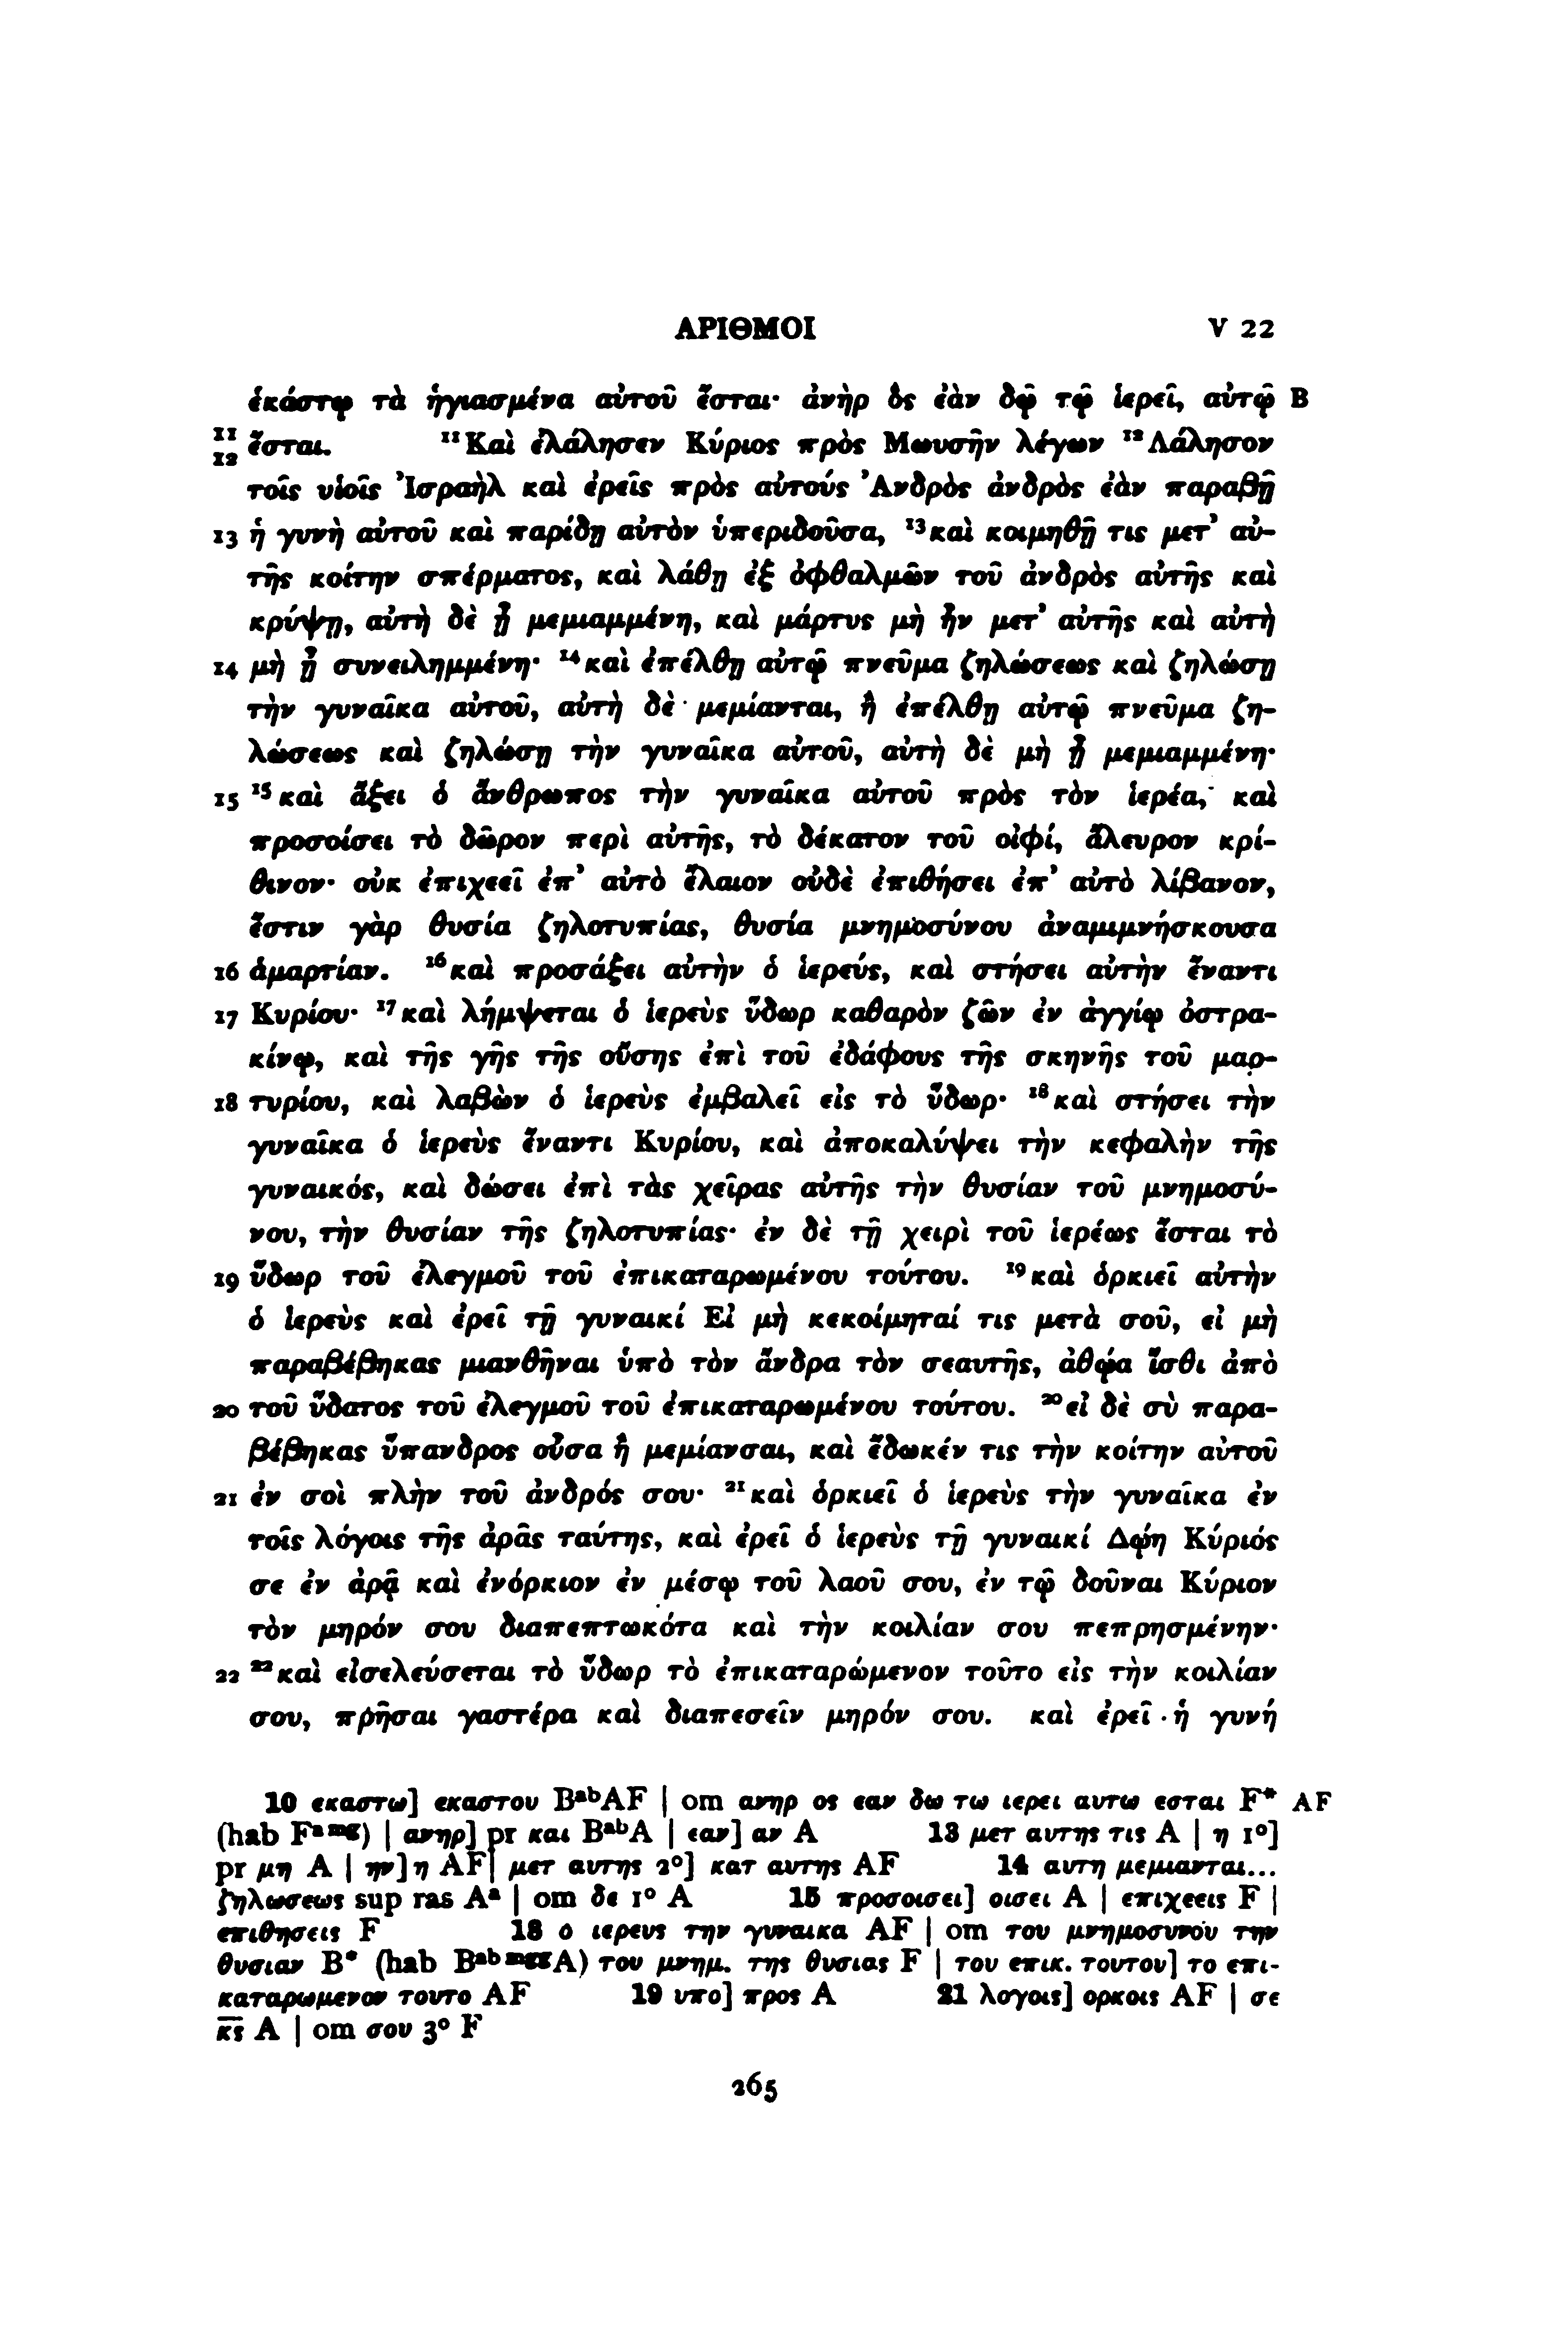 ΑΡΙΘΜΟΙ V 22
ἑκάστῳ τὰ ἡγιασμένα αὐτοῦ ἔσται· ἀνὴρ ὃς ἐὰν δῷ τῷ ἱερεῖ, αὐτῷ B
11 12 ἔσται. ¹¹Καὶ ἐλάλησεν Κύριος πρὸς Μωυσῆν λέγων ¹²Λάλησον
τοῖς υἱοῖς Ἰσραὴλ καὶ ἐρεῖς πρὸς αὐτούς Ἀνδρὸς ἀνδρὸς ἐὰν παραβῇ
13 ἡ γυνὴ αὐτοῦ καὶ παρίδῃ αὐτὸν ὑπεριδοῦσα, ¹³καὶ κοιμηθῇ τις μετ’ αὐ-
τῆς κοίτην σπέρματος, καὶ λάθῃ ἐξ ὀφθαλμῶν τοῦ ἀνδρὸς αὐτῆς καὶ
κρύψῃ, αὐτὴ δὲ ᾖ μεμιαμμένη, καὶ μάρτυς μὴ ἦν μετ’ αὐτῆς καὶ αὐτὴ
14 μὴ ᾖ συνειλημμένη· ¹⁴καὶ ἐπέλθῃ αὐτῷ πνεῦμα ζηλώσεως καὶ ζηλώσῃ
τὴν γυναῖκα αὐτοῦ, αὐτὴ δὲ μεμίανται, ἢ ἐπέλθῃ αὐτῷ πνεῦμα ζη-
λώσεως καὶ ζηλώσῃ τὴν γυναῖκα αὐτοῦ, αὐτὴ δὲ μὴ ᾖ μεμιαμμένη·
15 ¹⁵καὶ ἄξει ὁ ἄνθρωπος τὴν γυναῖκα αὐτοῦ πρὸς τὸν ἱερέα, καὶ
προσοίσει τὸ δῶρον περὶ αὐτῆς, τὸ δέκατον τοῦ οἰφί, ἄλευρον κρί-
θινον· οὐκ ἐπιχεεῖ ἐπ’ αὐτὸ ἔλαιον οὐδὲ ἐπιθήσει ἐπ’ αὐτὸ λίβανον,
ἔστιν γὰρ θυσία ζηλοτυπίας, θυσία μνημοσύνου ἀναμιμνήσκουσα
16 ἁμαρτίαν. ¹⁶καὶ προσάξει αὐτὴν ὁ ἱερεύς, καὶ στήσει αὐτὴν ἔναντι
17 Κυρίου· ¹⁷καὶ λήμψεται ὁ ἱερεὺς ὕδωρ καθαρὸν ζῶν ἐν ἀγγίῳ ὀστρα-
κίνῳ, καὶ τῆς γῆς τῆς οὔσης ἐπὶ τοῦ ἐδάφους τῆς σκηνῆς τοῦ μαρ-
18 τυρίου, καὶ λαβὼν ὁ ἱερεὺς ἐμβαλεῖ εἰς τὸ ὕδωρ· ¹⁸καὶ στήσει τὴν
γυναῖκα ὁ ἱερεὺς ἔναντι Κυρίου, καὶ ἀποκαλύψει τὴν κεφαλὴν τῆς
γυναικός, καὶ δώσει ἐπὶ τὰς χεῖρας αὐτῆς τὴν θυσίαν τοῦ μνημοσύ-
νου, τὴν θυσίαν τῆς ζηλοτυπίας· ἐν δὲ τῇ χειρὶ τοῦ ἱερέως ἔσται τὸ
19 ὕδωρ τοῦ ἐλεγμοῦ τοῦ ἐπικαταρωμένου τούτου. ¹⁹καὶ ὁρκιεῖ αὐτὴν
ὁ ἱερεὺς καὶ ἐρεῖ τῇ γυναικί Εἰ μὴ κεκοίμηταί τις μετὰ σοῦ, εἰ μὴ
παραβέβηκας μιανθῆναι ὑπὸ τὸν ἄνδρα τὸν σεαυτῆς, ἀθῴα ἴσθι ἀπὸ
20 τοῦ ὕδατος τοῦ ἐλεγμοῦ τοῦ ἐπικαταρωμένου τούτου. ²⁰εἰ δὲ σὺ παρα-
βέβηκας ὕπανδρος οὖσα ἢ μεμίανσαι, καὶ ἔδωκέν τις τὴν κοίτην αὐτοῦ
21 ἐν σοὶ πλὴν τοῦ ἀνδρός σου· ²¹καὶ ὁρκιεῖ ὁ ἱερεὺς τὴν γυναῖκα ἐν
τοῖς λόγοις τῆς ἀρᾶς ταύτης, καὶ ἐρεῖ ὁ ἱερεὺς τῇ γυναικί Δῴη Κύριός
σε ἐν ἀρᾷ καὶ ἐνόρκιον ἐν μέσῳ τοῦ λαοῦ σου, ἐν τῷ δοῦναι Κύριον
τὸν μηρόν σου διαπεπτωκότα καὶ τὴν κοιλίαν σου πεπρησμένην·
22 ²²καὶ εἰσελεύσεται τὸ ὕδωρ τὸ ἐπικαταρώμενον τοῦτο εἰς τὴν κοιλίαν
σου, πρῆσαι γαστέρα καὶ διαπεσεῖν μηρόν σου. καὶ ἐρεῖ ἡ γυνή
10 εκαστω] εκαστου BᵃᵇAF | om ανηρ ος εαν δω τω ιερει αυτω εσται F* AF
(hab Fᵃᵐᵍ) | ανηρ] pr και BᵃᵇA | εαν] αν A 13 μετ αυτης τις A | η 1º]
pr μη A | ην] η AF | μετ αυτης 2º] κατ αυτης AF 14 αυτη μεμιανται...
ζηλωσεως sup ras Aᵃ | om δε 1º A 15 προσοισει] οισει A | επιχεεις F |
επιθησεις F 18 ο ιερευς την γυναικα AF | om του μνημοσυνου την
θυσιαν B* (hab BᵃᵇᵐᵍᵍA) του μνημ. της θυσιας F | του επικ. τουτου] το επι-
καταρωμενον τουτο AF 19 υπο] προς A 21 λογοις] ορκοις AF | σε
κ̅ς̅ A | om σου 3º F
265